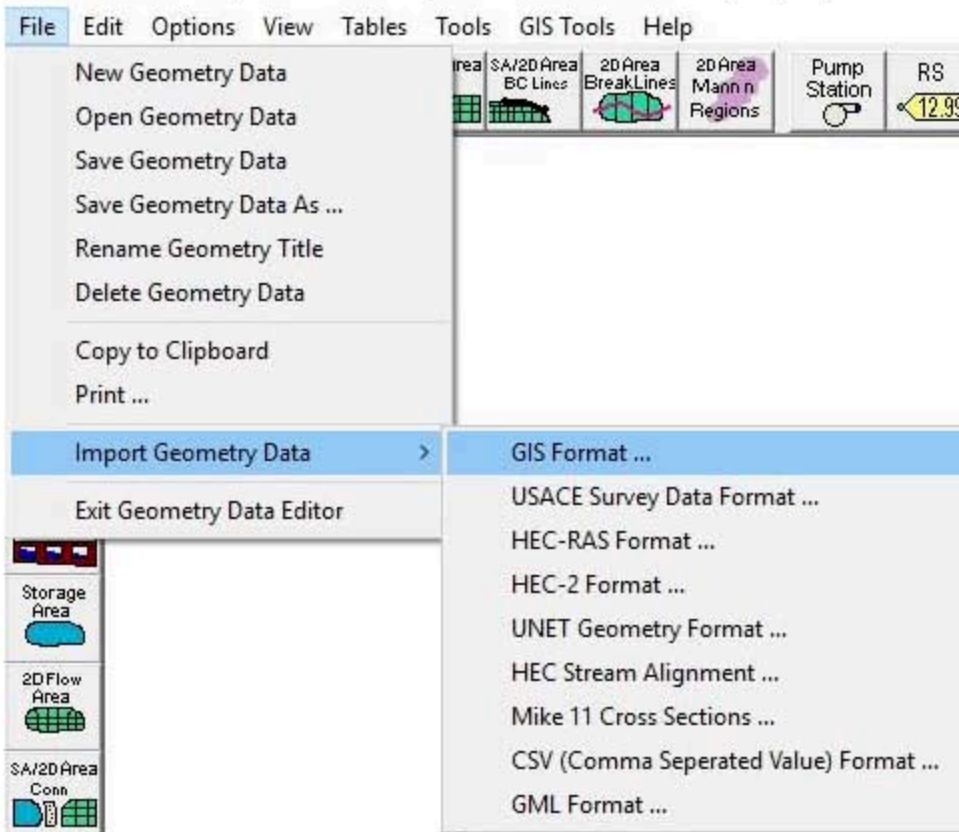 File Edit Options View Tables Tools GIS Tools Help
New Geometry Data
Open Geometry Data
Save Geometry Data
Save Geometry Data As ...
Rename Geometry Title
Delete Geometry Data
Copy to Clipboard
Print ...
Import Geometry Data >
Exit Geometry Data Editor
SA/2D Area
BC Lines
2D Area
BreakLines
2D Area
Mann n
Regions
Pump
Station
RS
GIS Format ...
USACE Survey Data Format ...
HEC-RAS Format ...
HEC-2 Format ...
UNET Geometry Format ...
HEC Stream Alignment ...
Mike 11 Cross Sections ...
CSV (Comma Seperated Value) Format ...
GML Format ...
Storage
Area
2D Flow
Area
SA/2D Area
Conn